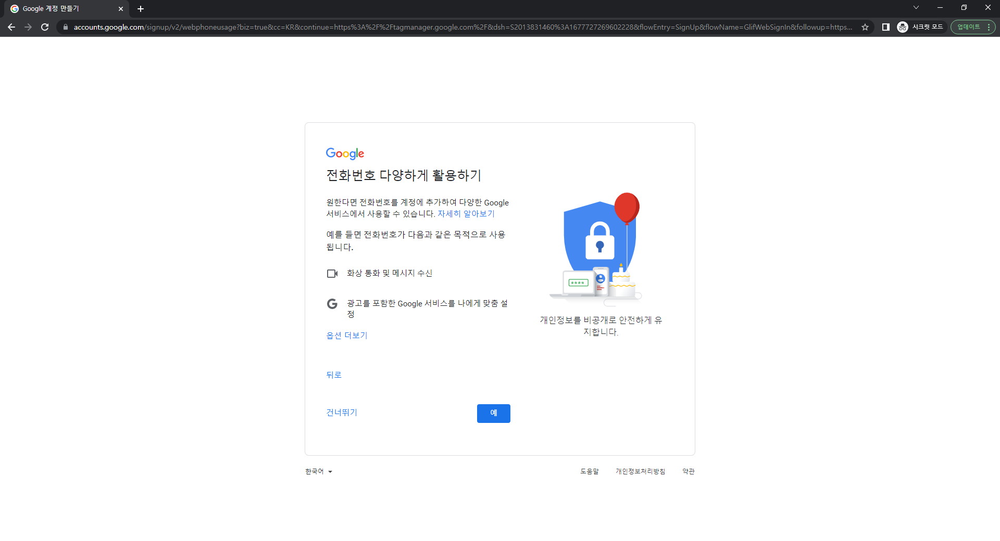 Google 계정 만들기
accounts.google.com/signup/v2/webphoneusage?biz=true&cc=KR&continue=https%3A%2F%2Ftagmanager.google.com%2F&dsh=S2013831460%3A1677727269602228&flowEntry=SignUp&flowName=GlifWebSignIn&followup=https...
시크릿 모드
업데이트
Google
전화번호 다양하게 활용하기
원한다면 전화번호를 계정에 추가하여 다양한 Google
서비스에서 사용할 수 있습니다. 자세히 알아보기
예를 들면 전화번호가 다음과 같은 목적으로 사용
됩니다.
화상 통화 및 메시지 수신
광고를 포함한 Google 서비스를 나에게 맞춤 설
정
옵션 더보기
뒤로
건너뛰기
예
****
개인정보를 비공개로 안전하게 유
지합니다.
한국어
도움말
개인정보처리방침
약관